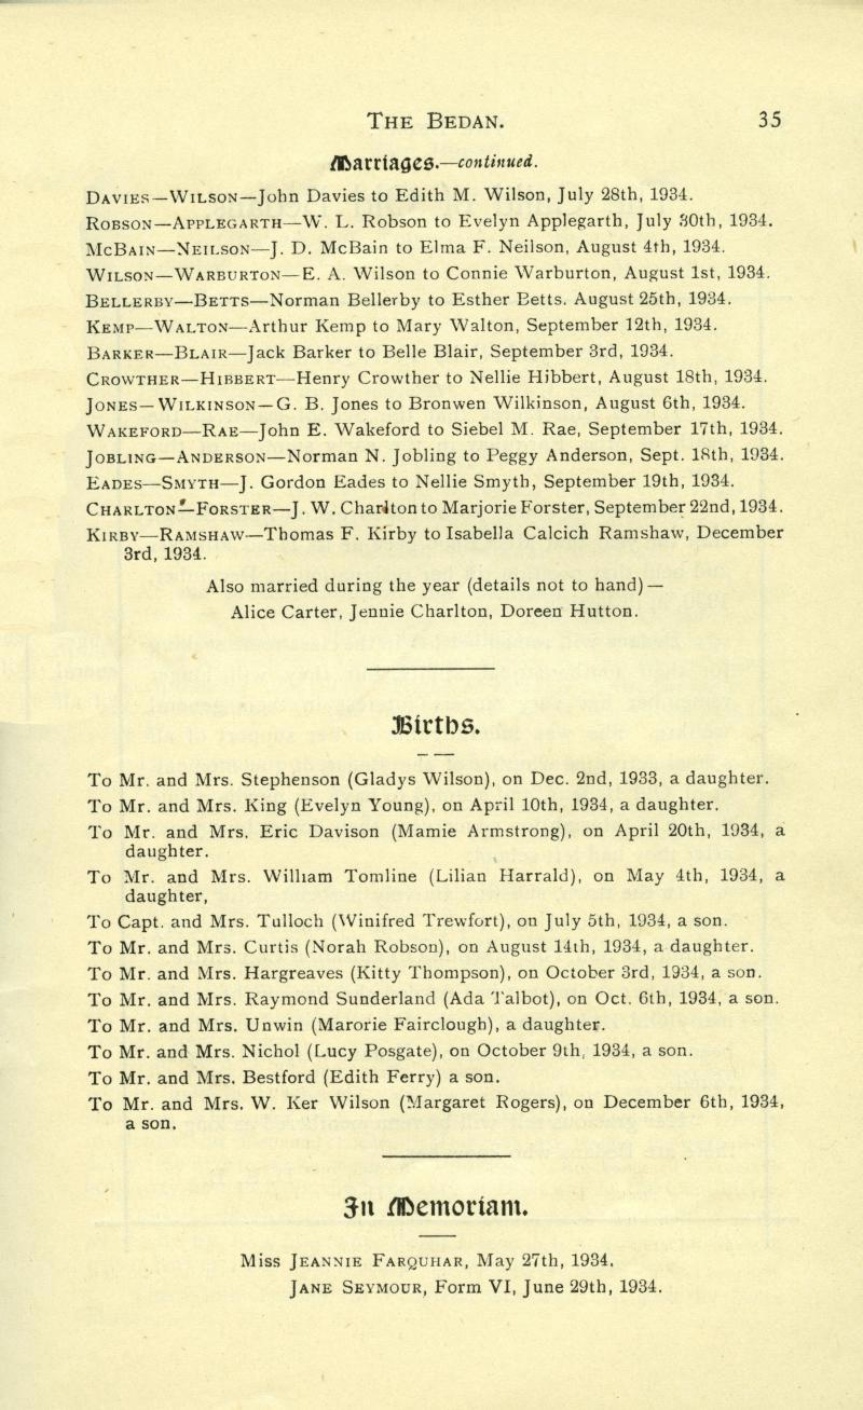 THE BEDAN. 35
Marriages.—continued.
DAVIES—WILSON—John Davies to Edith M. Wilson, July 28th, 1934.
ROBSON—APPLEGARTH—W. L. Robson to Evelyn Applegarth, July 30th, 1934.
MCBAIN—NEILSON—J. D. McBain to Elma F. Neilson, August 4th, 1934.
WILSON—WARBURTON—E. A. Wilson to Connie Warburton, August 1st, 1934.
BELLERBY—BETTS—Norman Bellerby to Esther Betts. August 25th, 1934.
KEMP—WALTON—Arthur Kemp to Mary Walton, September 12th, 1934.
BARKER—BLAIR—Jack Barker to Belle Blair, September 3rd, 1934.
CROWTHER—HIBBERT—Henry Crowther to Nellie Hibbert, August 18th, 1934.
JONES—WILKINSON—G. B. Jones to Bronwen Wilkinson, August 6th, 1934.
WAKEFORD—RAE—John E. Wakeford to Siebel M. Rae, September 17th, 1934.
JOBLING—ANDERSON—Norman N. Jobling to Peggy Anderson, Sept. 18th, 1934.
EADES—SMYTH—J. Gordon Eades to Nellie Smyth, September 19th, 1934.
CHARLTON—FORSTER—J. W. Charlton to Marjorie Forster, September 22nd, 1934.
KIRBY—RAMSHAW—Thomas F. Kirby to Isabella Calcich Ramshaw, December
3rd, 1934.
Also married during the year (details not to hand)—
Alice Carter, Jennie Charlton, Doreen Hutton.
Births.
To Mr. and Mrs. Stephenson (Gladys Wilson), on Dec. 2nd, 1933, a daughter.
To Mr. and Mrs. King (Evelyn Young), on April 10th, 1934, a daughter.
To Mr. and Mrs. Eric Davison (Mamie Armstrong), on April 20th, 1934, a
daughter.
To Mr. and Mrs. William Tomline (Lilian Harrald), on May 4th, 1934, a
daughter,
To Capt. and Mrs. Tulloch (Winifred Trewfort), on July 5th, 1934, a son.
To Mr. and Mrs. Curtis (Norah Robson), on August 14th, 1934, a daughter.
To Mr. and Mrs. Hargreaves (Kitty Thompson), on October 3rd, 1934, a son.
To Mr. and Mrs. Raymond Sunderland (Ada Talbot), on Oct. 6th, 1934, a son.
To Mr. and Mrs. Unwin (Marorie Fairclough), a daughter.
To Mr. and Mrs. Nichol (Lucy Posgate), on October 9th, 1934, a son.
To Mr. and Mrs. Bestford (Edith Ferry) a son.
To Mr. and Mrs. W. Ker Wilson (Margaret Rogers), on December 6th, 1934,
a son.
In Memoriam.
Miss JEANNIE FARQUHAR, May 27th, 1934.
JANE SEYMOUR, Form VI, June 29th, 1934.